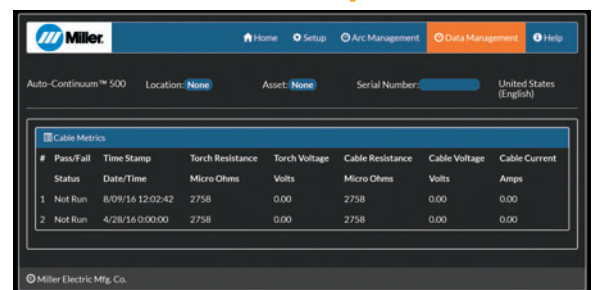 Miller.
Home Setup Arc Management Data Management Help
Auto-Continuum™ 500 Location: None Asset: None Serial Number: United States (English)
Cable Metrics
# Pass/Fail Time Stamp Torch Resistance Torch Voltage Cable Resistance Cable Voltage Cable Current
Status Date/Time Micro Ohms Volts Micro Ohms Volts Amps
1 Not Run 8/09/16 12:02:42 2758 0.00 2758 0.00 0.00
2 Not Run 4/28/16 0:00:00 2758 0.00 2758 0.00 0.00
Miller Electric Mfg. Co.